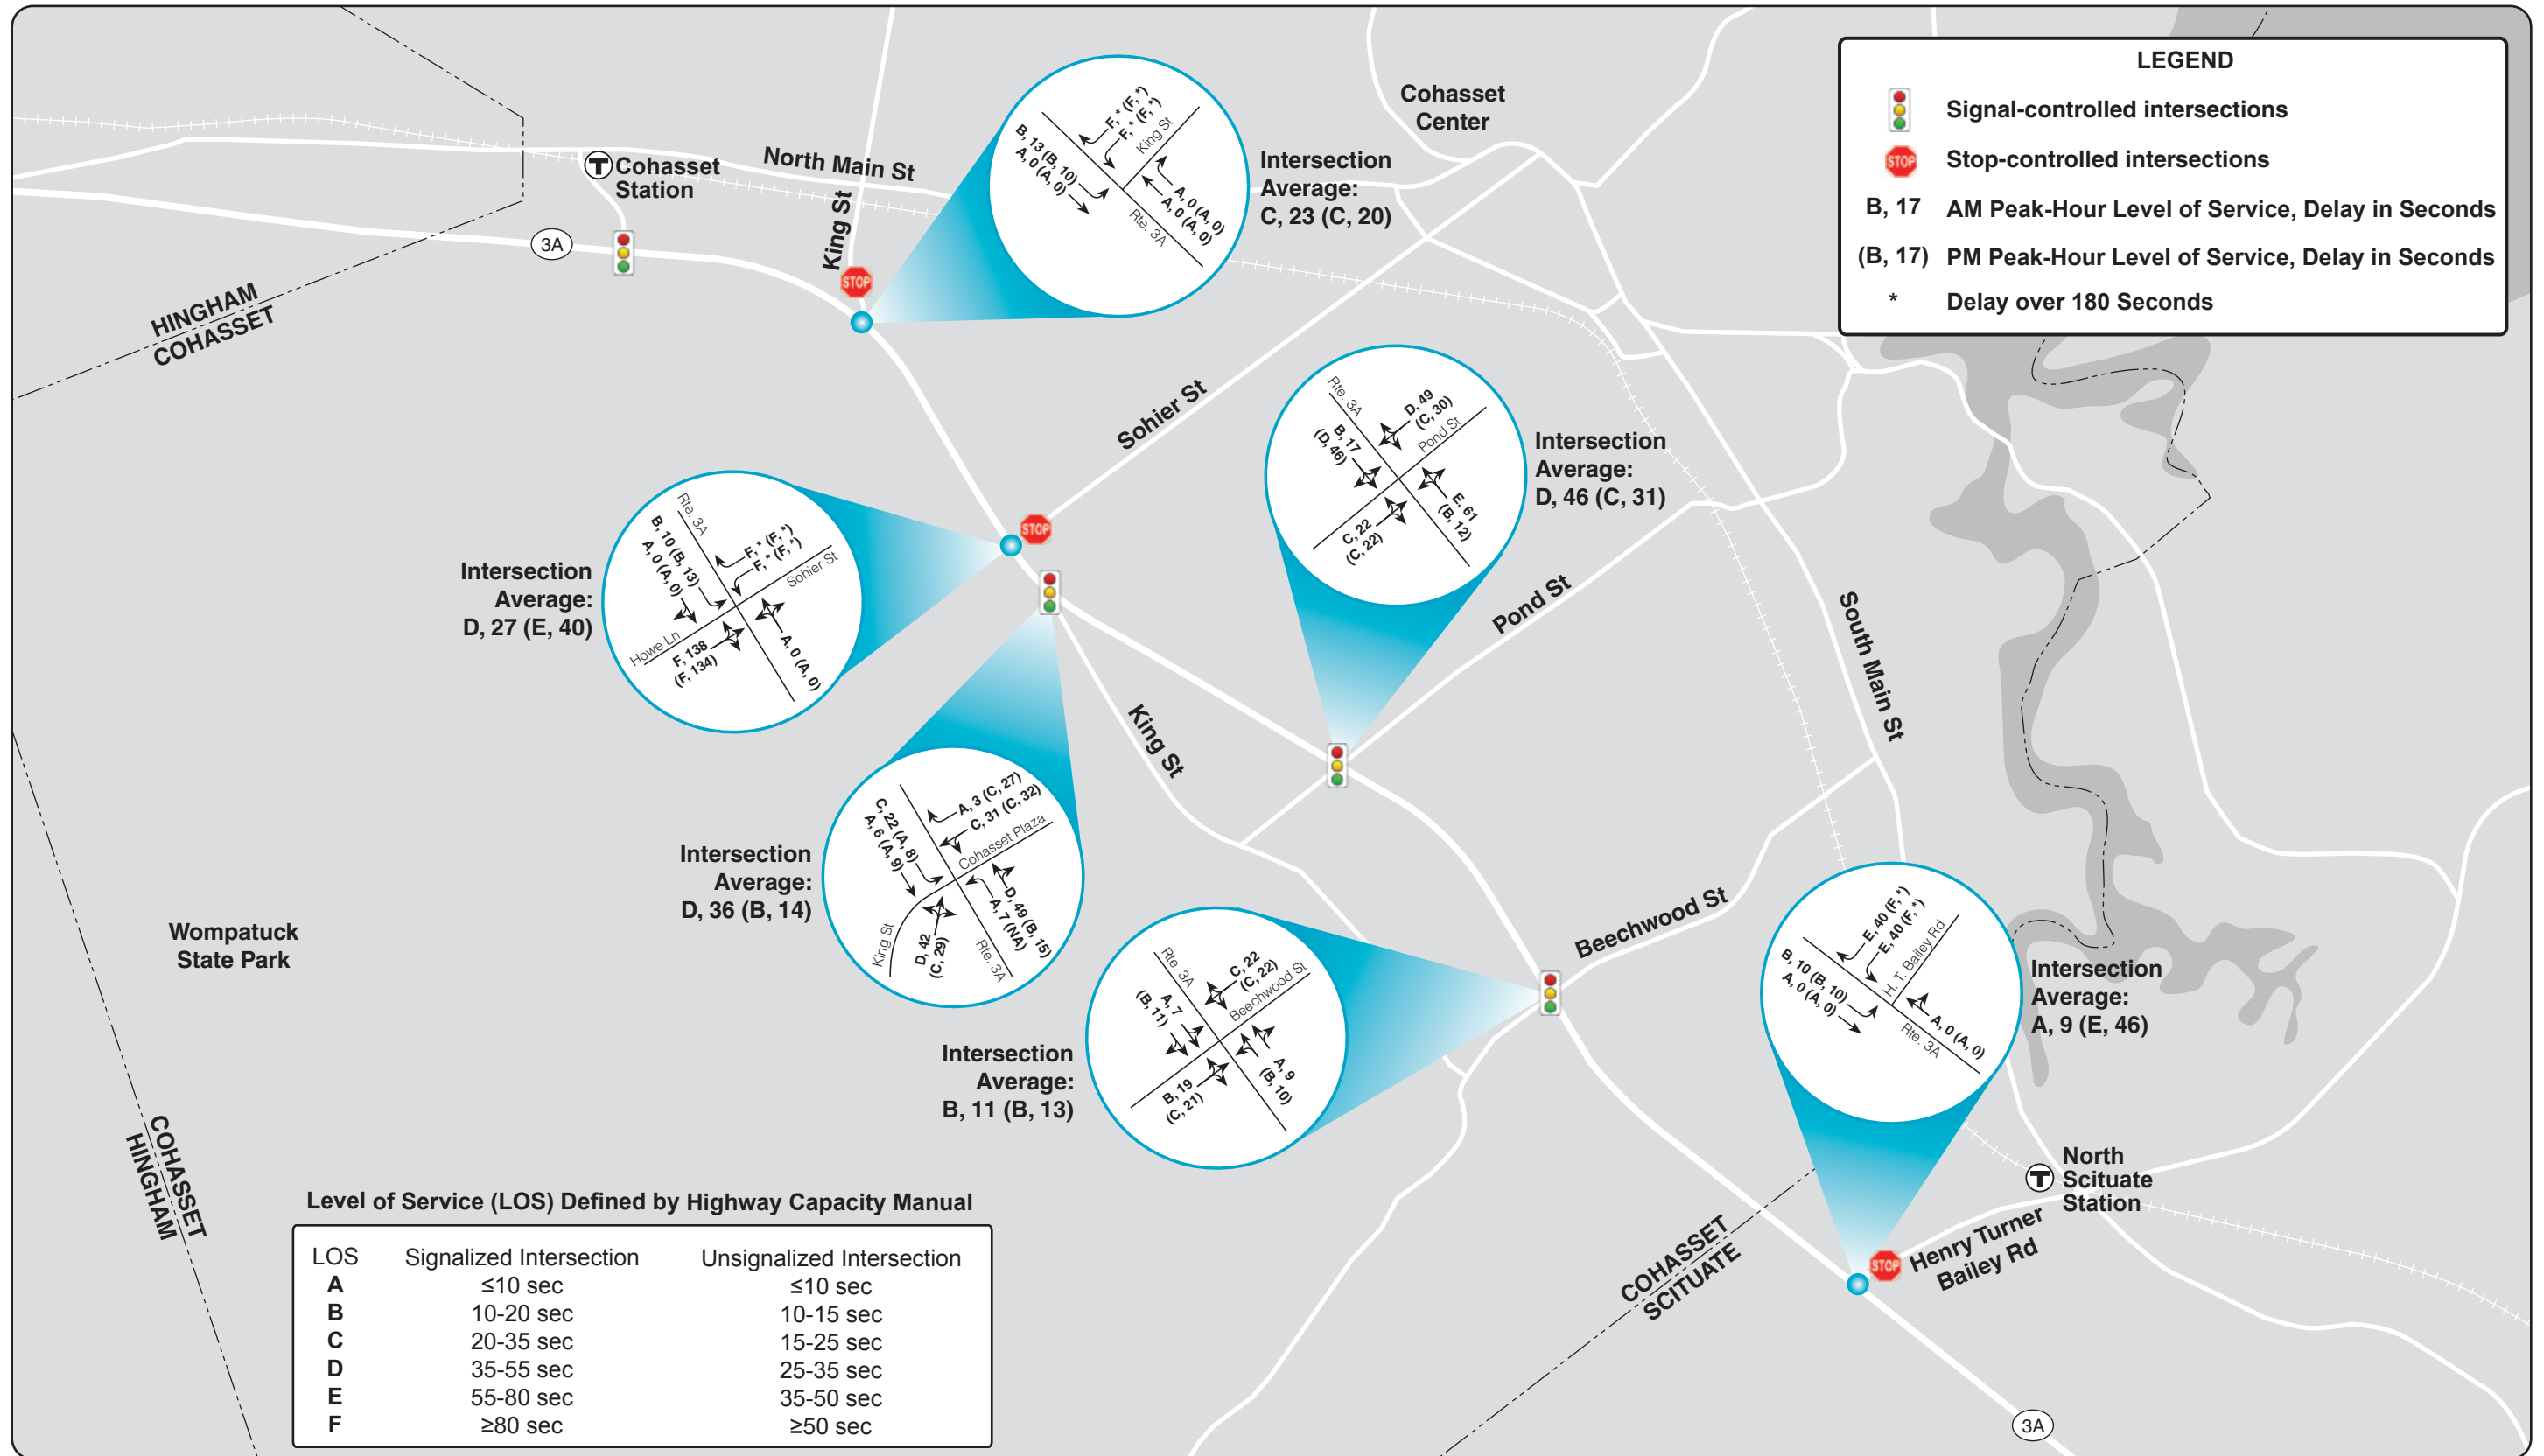 LEGEND
Signal-controlled intersections
STOP
Stop-controlled intersections
B, 17 AM Peak-Hour Level of Service, Delay in Seconds
(B, 17) PM Peak-Hour Level of Service, Delay in Seconds
* Delay over 180 Seconds
Cohasset
Center
T
Cohasset
Station
North Main St
3A
King St
STOP
HINGHAM
COHASSET
F, * (F, *)
F, * (F, *)
King St
B, 13 (B, 10)
A, 0 (A, 0)
A, 0 (A, 0)
A, 0 (A, 0)
Rte. 3A
Intersection
Average:
C, 23 (C, 20)
Sohier St
STOP
Rte. 3A
D, 49
(C, 30)
Pond St
B, 17
(D, 46)
E, 61
(B, 12)
C, 22
(C, 22)
Intersection
Average:
D, 46 (C, 31)
Intersection
Average:
D, 27 (E, 40)
Rte. 3A
B, 10 (B, 13)
A, 0 (A, 0)
F, * (F, *)
F, * (F, *)
Sohier St
Howe Ln
F, 138
(F, 134)
A, 0 (A, 0)
Pond St
South Main St
King St
Intersection
Average:
D, 36 (B, 14)
C, 22 (A, 8)
A, 6 (A, 9)
A, 3 (C, 27)
C, 31 (C, 32)
Cohasset Plaza
King St
D, 42
(C, 29)
D, 49 (B, 15)
A, 7 (NA)
Rte. 3A
Wompatuck
State Park
Beechwood St
Intersection
Average:
B, 11 (B, 13)
Rte. 3A
C, 22
(C, 22)
Beechwood St
A, 7
(B, 11)
A, 9
(B, 10)
B, 19
(C, 21)
E, 40 (F, *)
E, 40 (F, *)
H. T. Bailey Rd
B, 10 (B, 10)
A, 0 (A, 0)
A, 0 (A, 0)
Rte. 3A
Intersection
Average:
A, 9 (E, 46)
COHASSET
HINGHAM
COHASSET
SCITUATE
T
North
Scituate
Station
STOP
Henry Turner
Bailey Rd
3A
Level of Service (LOS) Defined by Highway Capacity Manual
LOS Signalized Intersection Unsignalized Intersection
A ≤10 sec ≤10 sec
B 10-20 sec 10-15 sec
C 20-35 sec 15-25 sec
D 35-55 sec 25-35 sec
E 55-80 sec 35-50 sec
F ≥80 sec ≥50 sec